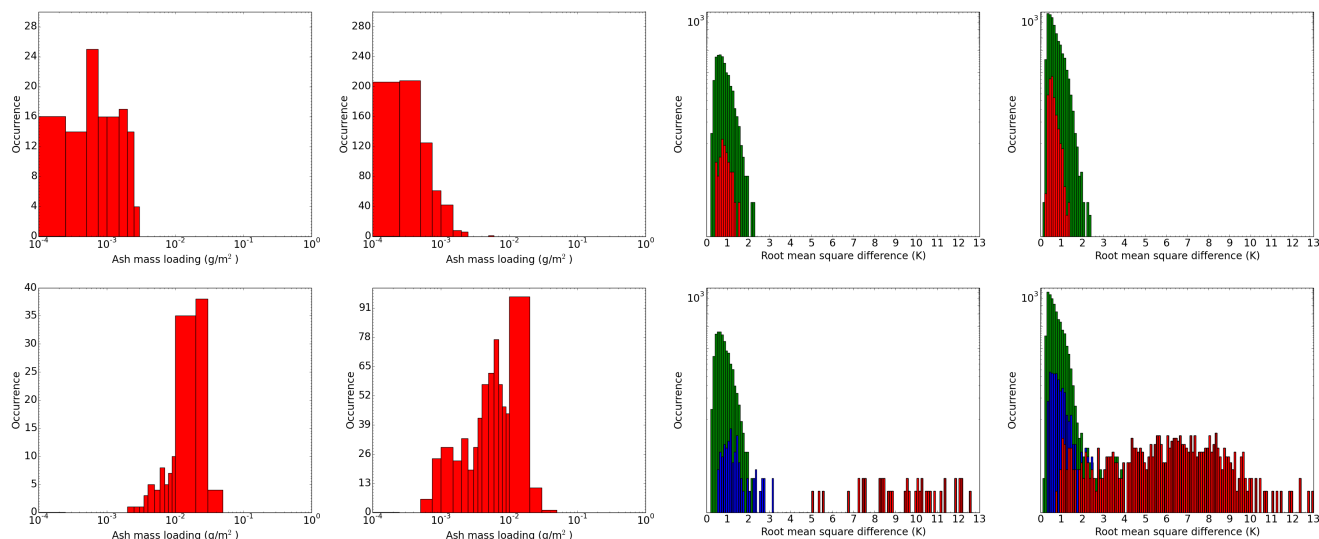 Occurrence
28
24
20
16
12
8
4
0
10⁻⁴ 10⁻³ 10⁻² 10⁻¹ 10⁰
Ash mass loading (g/m²)
Occurrence
280
240
200
160
120
80
40
0
10⁻⁴ 10⁻³ 10⁻² 10⁻¹ 10⁰
Ash mass loading (g/m²)
Occurrence
10³
0 1 2 3 4 5 6 7 8 9 10 11 12 13
Root mean square difference (K)
Occurrence
10³
0 1 2 3 4 5 6 7 8 9 10 11 12 13
Root mean square difference (K)
Occurrence
40
35
30
25
20
15
10
5
0
10⁻⁴ 10⁻³ 10⁻² 10⁻¹ 10⁰
Ash mass loading (g/m²)
Occurrence
91
78
65
52
39
26
13
0
10⁻⁴ 10⁻³ 10⁻² 10⁻¹ 10⁰
Ash mass loading (g/m²)
Occurrence
10³
0 1 2 3 4 5 6 7 8 9 10 11 12 13
Root mean square difference (K)
Occurrence
10³
0 1 2 3 4 5 6 7 8 9 10 11 12 13
Root mean square difference (K)